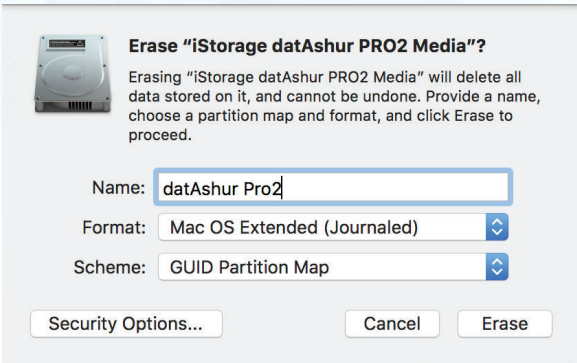 Erase “iStorage datAshur PRO2 Media”?
Erasing “iStorage datAshur PRO2 Media” will delete all
data stored on it, and cannot be undone. Provide a name,
choose a partition map and format, and click Erase to
proceed.
Name: datAshur Pro2
Format: Mac OS Extended (Journaled)
Scheme: GUID Partition Map
Security Options... Cancel Erase